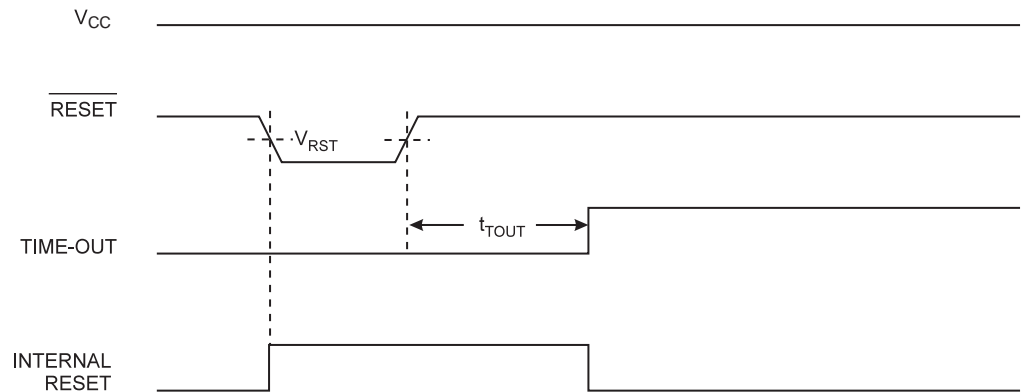 VCC
RESET
VRST
tTOUT
TIME-OUT
INTERNAL
RESET